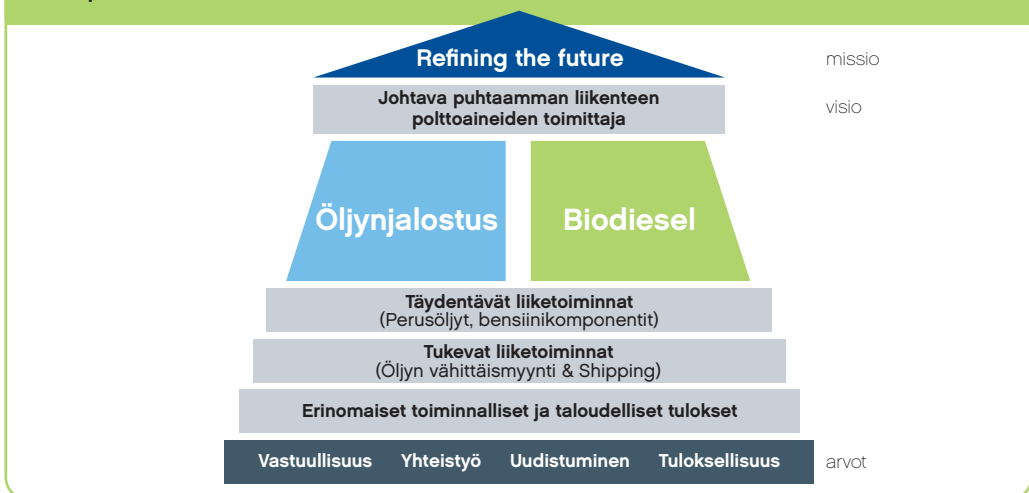 Refining the future
missio
Johtava puhtaamman liikenteen
polttoaineiden toimittaja
visio
Öljynjalostus
Biodiesel
Täydentävät liiketoiminnat
(Perusöljyt, bensiinikomponentit)
Tukevat liiketoiminnat
(Öljyn vähittäismyynti & Shipping)
Erinomaiset toiminnalliset ja taloudelliset tulokset
Vastuullisuus Yhteistyö Uudistuminen Tuloksellisuus
arvot